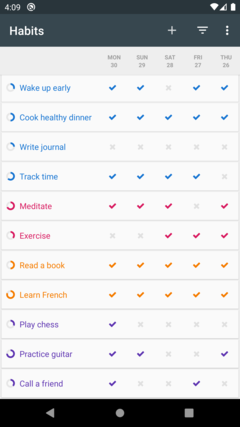 4:09
Habits
MON SUN SAT FRI THU
30 29 28 27 26
Wake up early
Cook healthy dinner
Write journal
Track time
Meditate
Exercise
Read a book
Learn French
Play chess
Practice guitar
Call a friend